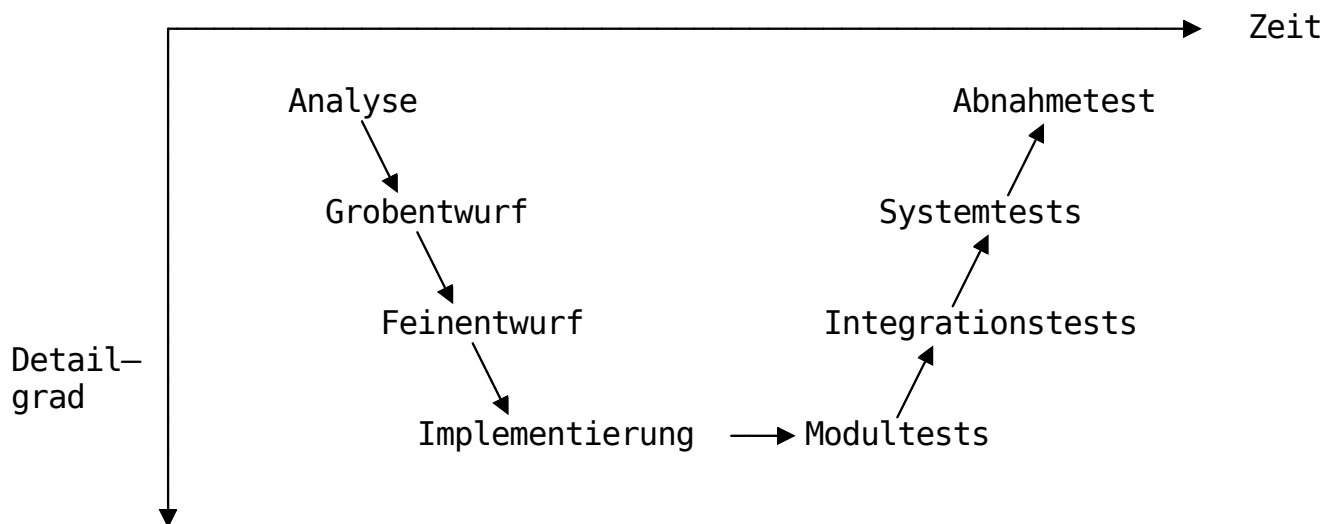 Zeit
Analyse
Abnahmetest
Grobentwurf
Systemtests
Feinentwurf
Integrationstests
Detail–
grad
Implementierung
Modultests